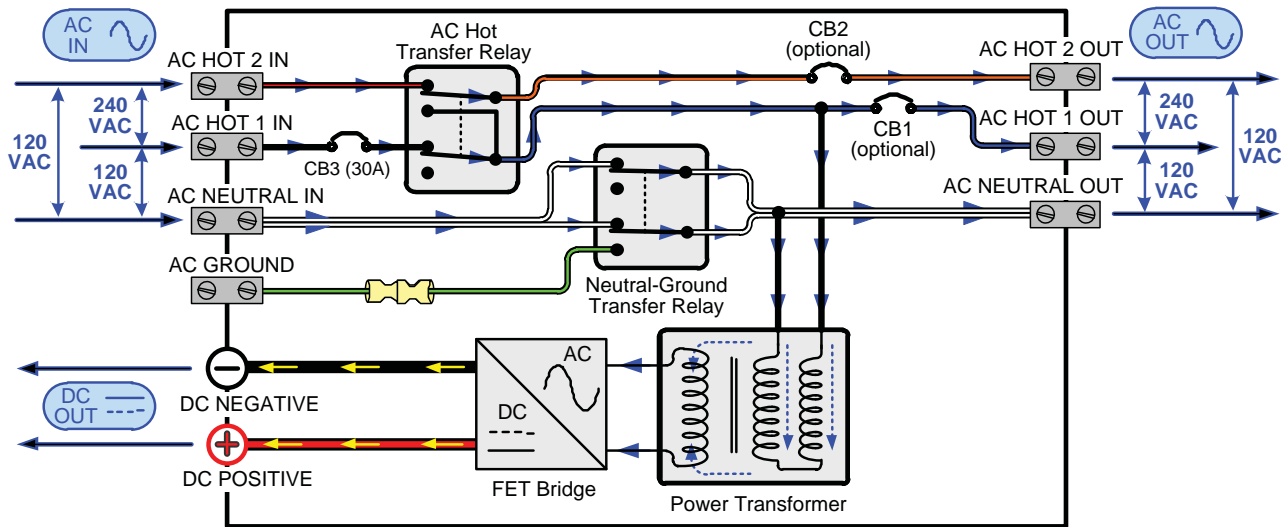 AC
IN
AC HOT 2 IN
AC Hot
Transfer Relay
CB2
(optional)
AC HOT 2 OUT
AC
OUT
240
VAC
120
VAC
120
VAC
AC HOT 1 IN
CB3 (30A)
CB1
(optional)
AC HOT 1 OUT
240
VAC
120
VAC
120
VAC
AC NEUTRAL IN
AC NEUTRAL OUT
AC GROUND
Neutral-Ground
Transfer Relay
DC
OUT
DC NEGATIVE
DC POSITIVE
AC
DC
FET Bridge
Power Transformer